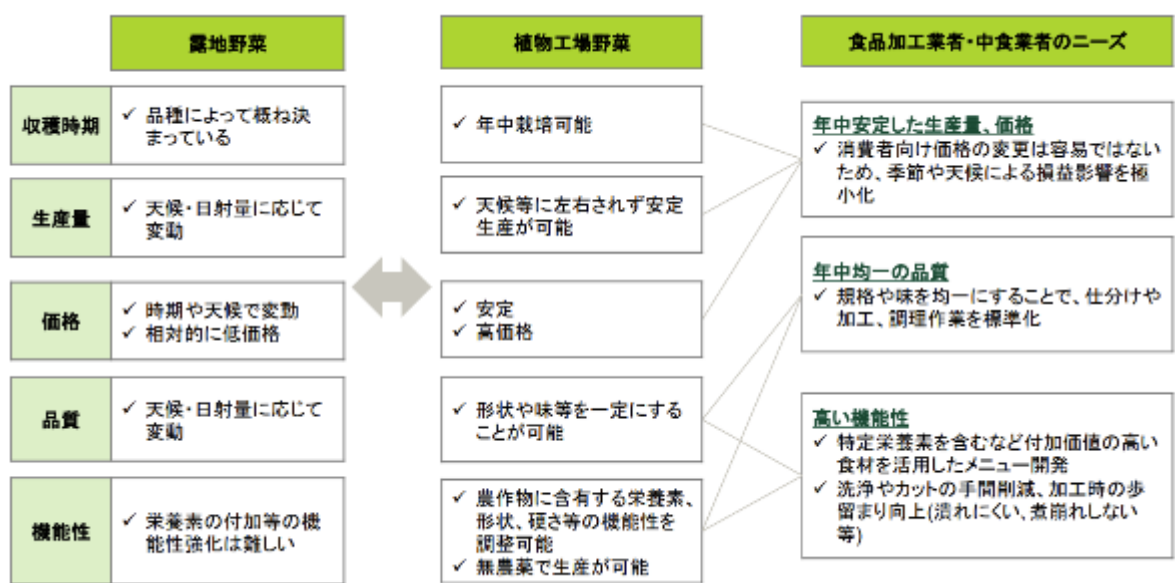 露地野菜
植物工場野菜
食品加工業者・中食業者のニーズ
収穫時期
✓ 品種によって概ね決
まっている
✓ 年中栽培可能
生産量
✓ 天候・日射量に応じて
変動
✓ 天候等に左右されず安定
生産が可能
価格
✓ 時期や天候で変動
✓ 相対的に低価格
✓ 安定
✓ 高価格
品質
✓ 天候・日射量に応じて
変動
✓ 形状や味等を一定にする
ことが可能
機能性
✓ 栄養素の付加等の機
能性強化は難しい
✓ 農作物に含有する栄養素、
形状、硬さ等の機能性を
調整可能
✓ 無農薬で生産が可能
年中安定した生産量、価格
✓ 消費者向け価格の変更は容易ではない
ため、季節や天候による損益影響を極
小化
年中均一の品質
✓ 規格や味を均一にすることで、仕分けや
加工、調理作業を標準化
高い機能性
✓ 特定栄養素を含むなど付加価値の高い
食材を活用したメニュー開発
✓ 洗浄やカットの手間削減、加工時の歩
留まり向上(潰れにくい、煮崩れしない
等)